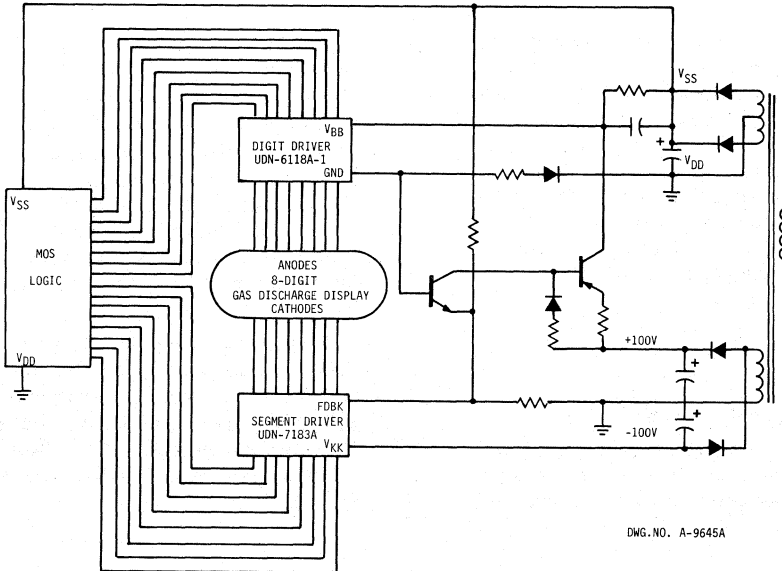 VSS
VBB
DIGIT DRIVER
UDN-6118A-1
GND
VDD
VSS
MOS
LOGIC
ANODES
8-DIGIT
GAS DISCHARGE DISPLAY
CATHODES
+100V
VDD
FDBK
SEGMENT DRIVER
UDN-7183A
VKK
-100V
DWG.NO. A-9645A